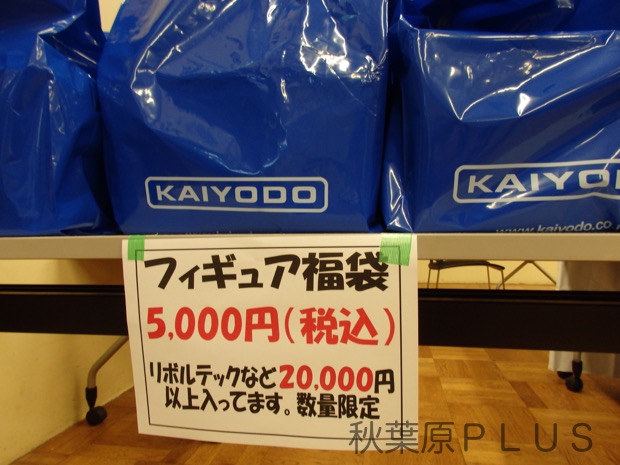 KAIYODO
KAIYO
www.kaiyodo.co
フィギュア福袋
5,000円(税込)
リボルテックなど20,000円
以上入ってます。数量限定
秋葉原PLUS